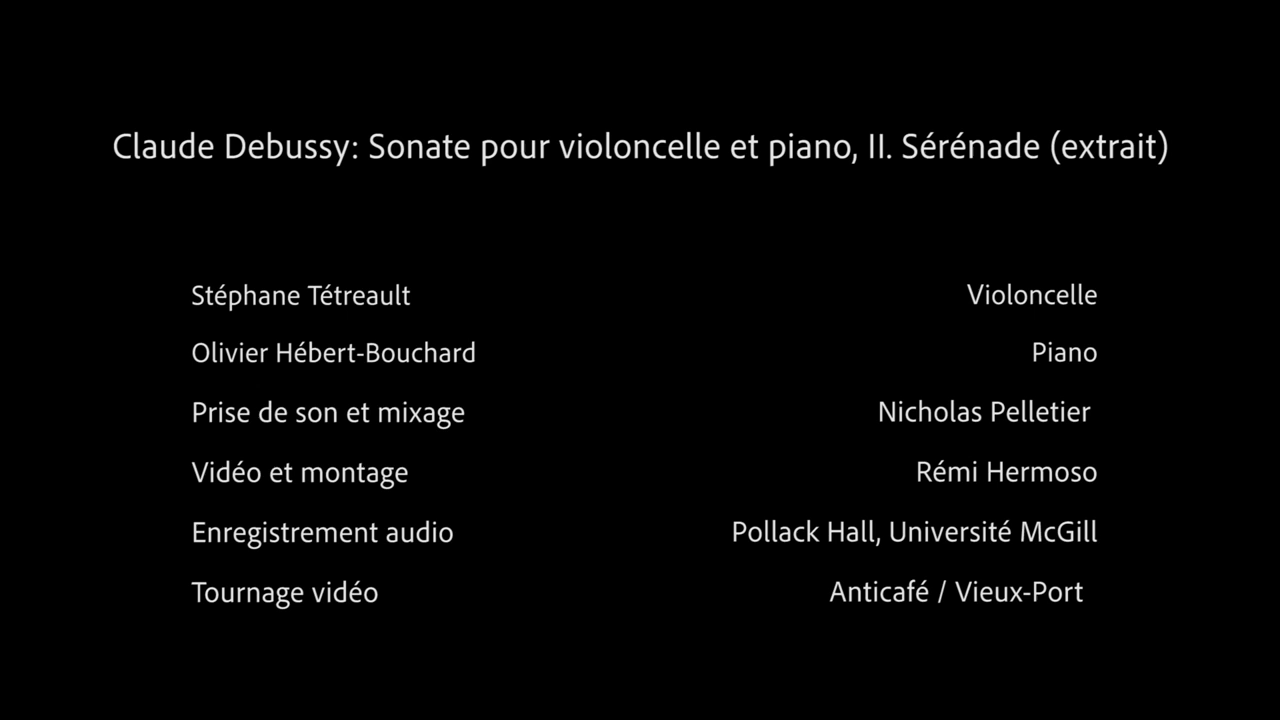 Claude Debussy: Sonate pour violoncelle et piano, II. Sérénade (extrait)
Stéphane Tétreault Violoncelle
Olivier Hébert-Bouchard Piano
Prise de son et mixage Nicholas Pelletier
Vidéo et montage Rémi Hermoso
Enregistrement audio Pollack Hall, Université McGill
Tournage vidéo Anticafé / Vieux-Port